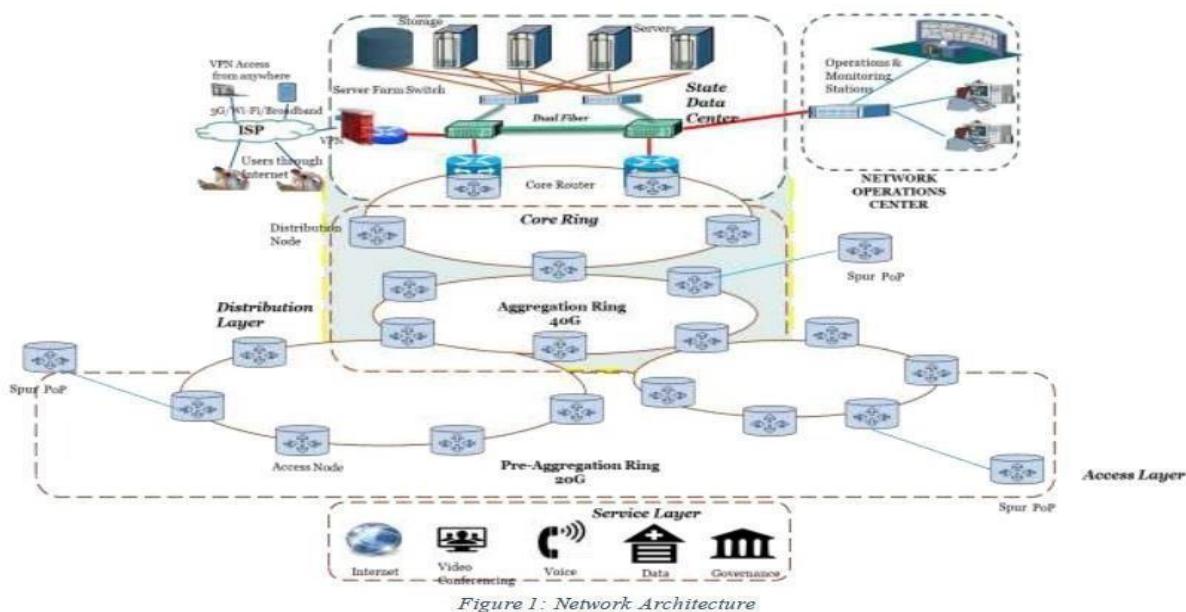 Storage
Servers
VPN Access
from anywhere
Server Farm Switch
3G/Wi-Fi/Broadband
ISP
VPN
Users through
Internet
Dual Fiber
State
Data
Center
Operations &
Monitoring
Stations
NETWORK
OPERATIONS
CENTER
Core Router
Core Ring
Distribution
Node
Spur PoP
Distribution
Layer
Aggregation Ring
40G
Spur PoP
Access Node
Pre-Aggregation Ring
20G
Access Layer
Spur PoP
Service Layer
Internet
Video
Conferencing
Voice
Data
Governance
Figure 1: Network Architecture